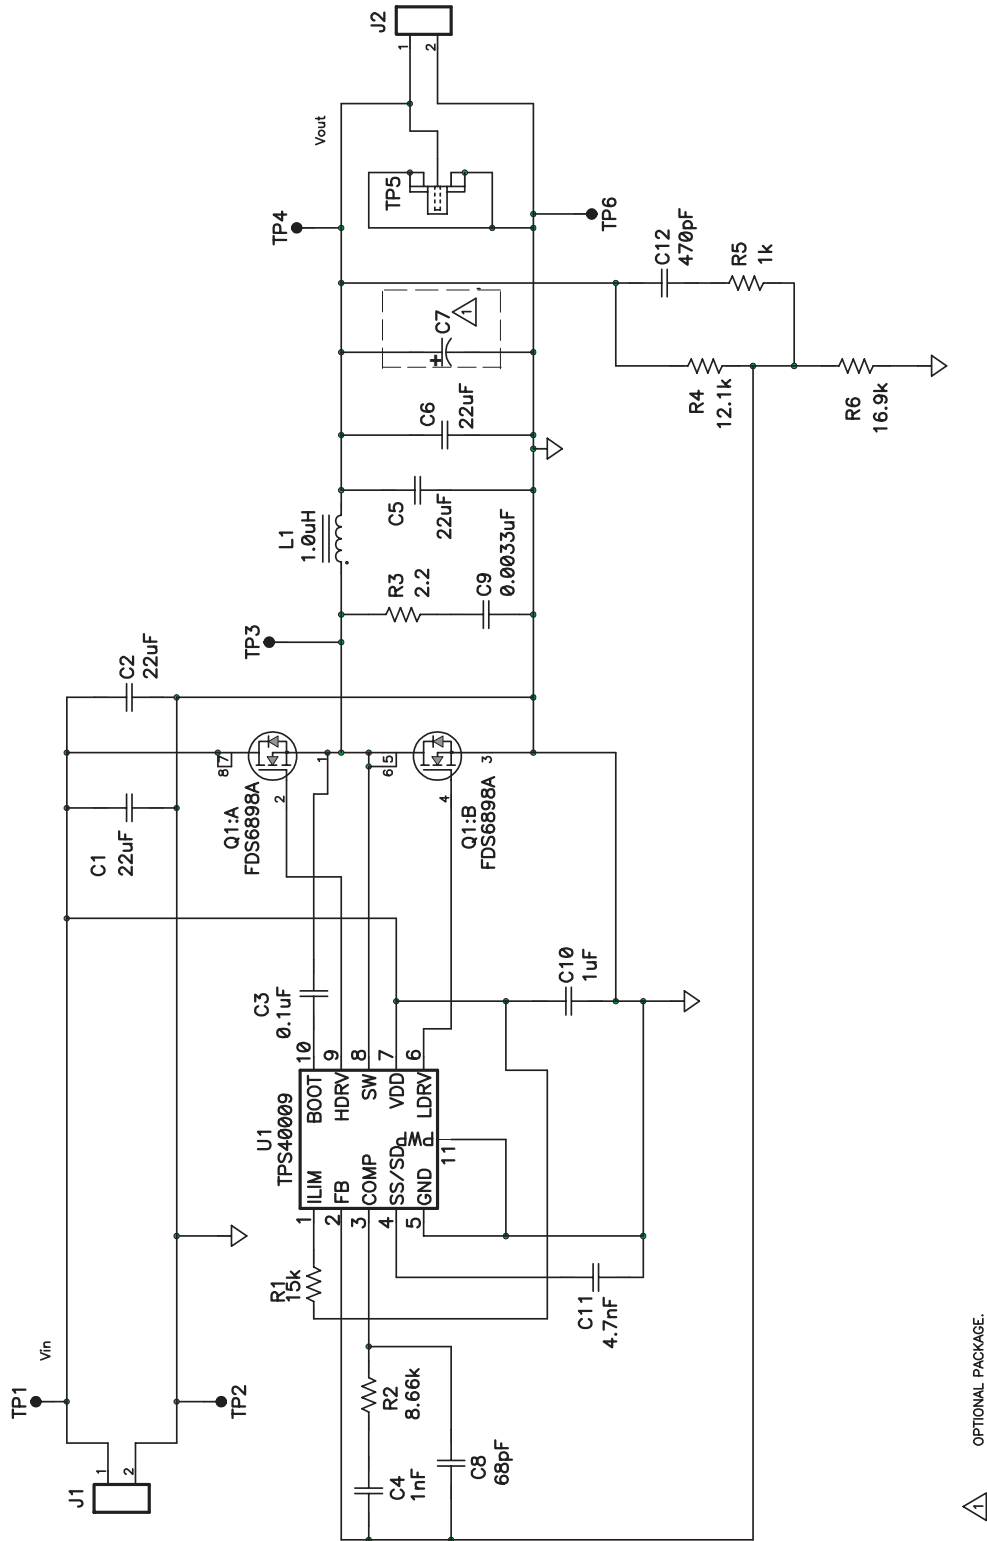 J1
1
2
TP1
TP2
Vin
C1
22uF
C2
22uF
TP3
L1
1.0uH
TP4
Vout
J2
1
2
Q1:A
FDS6898A
8
7
2
1
R3
2.2
C9
0.0033uF
C5
22uF
C6
22uF
+
C7
1
TP5
TP6
U1
TPS40009
1
ILIM
2
FB
3
COMP
4
SS/SD
5
GND
BOOT
10
HDRV
9
SW
8
VDD
7
LDRV
6
PWP
11
C3
0.1uF
Q1:B
FDS6898A
6
5
4
3
R1
15k
R2
8.66k
C4
1nF
C8
68pF
C11
4.7nF
C10
1uF
C12
470pF
R5
1k
R4
12.1k
R6
16.9k
1
OPTIONAL PACKAGE.